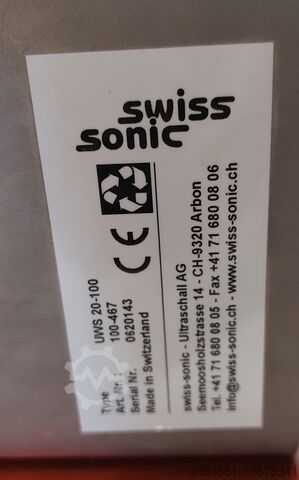 swiss
sonic
CE
Type UWS 20-100
Art. Nr.: 100-467
Serial Nr. 0620143
Made in Switzerland
swiss-sonic - Ultraschall AG
Seemoosholzstrasse 14 - CH-9320 Arbon
Tel +41 71 680 08 05 - Fax +41 71 680 08 06
info@swiss-sonic.ch - www.swiss-sonic.ch
4894861-19679341